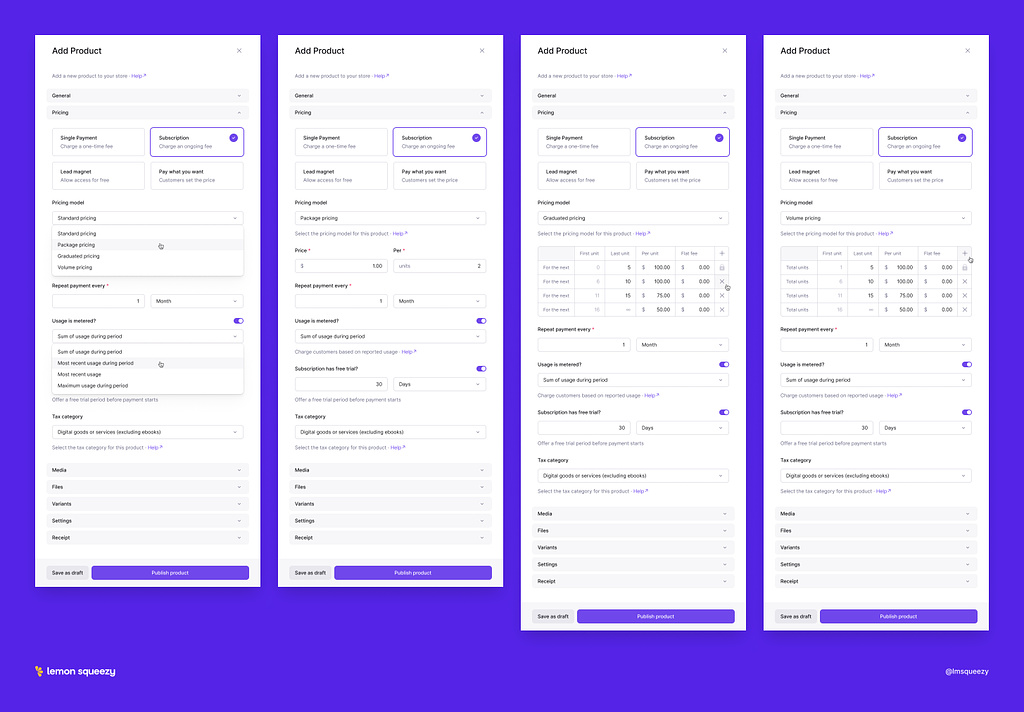 Add Product
Add a new product to your store · Help↗
General
Pricing
Single Payment
Charge a one-time fee
Subscription
Charge an ongoing fee
Lead magnet
Allow access for free
Pay what you want
Customers set the price
Pricing model
Standard pricing
Standard pricing
Package pricing
Graduated pricing
Volume pricing
Repeat payment every *
1 Month
Usage is metered?
Sum of usage during period
Sum of usage during period
Most recent usage during period
Most recent usage
Maximum usage during period
Offer a free trial period before payment starts
Tax category
Digital goods or services (excluding ebooks)
Select the tax category for this product · Help↗
Media
Files
Variants
Settings
Receipt
Save as draft Publish product
Add Product
Add a new product to your store · Help↗
General
Pricing
Single Payment
Charge a one-time fee
Subscription
Charge an ongoing fee
Lead magnet
Allow access for free
Pay what you want
Customers set the price
Pricing model
Package pricing
Select the pricing model for this product · Help↗
Price * Per *
$ 1.00 units 2
Repeat payment every *
1 Month
Usage is metered?
Sum of usage during period
Charge customers based on reported usage · Help↗
Subscription has free trial?
30 Days
Offer a free trial period before payment starts
Tax category
Digital goods or services (excluding ebooks)
Select the tax category for this product · Help↗
Media
Files
Variants
Settings
Receipt
Save as draft Publish product
Add Product
Add a new product to your store · Help↗
General
Pricing
Single Payment
Charge a one-time fee
Subscription
Charge an ongoing fee
Lead magnet
Allow access for free
Pay what you want
Customers set the price
Pricing model
Graduated pricing
Select the pricing model for this product · Help↗
First unit Last unit Per unit Flat fee +
For the next 0 5 $ 100.00 $ 0.00
For the next 6 10 $ 100.00 $ 0.00
For the next 11 15 $ 75.00 $ 0.00
For the next 16 ∞ $ 50.00 $ 0.00
Repeat payment every *
1 Month
Usage is metered?
Sum of usage during period
Charge customers based on reported usage · Help↗
Subscription has free trial?
30 Days
Offer a free trial period before payment starts
Tax category
Digital goods or services (excluding ebooks)
Select the tax category for this product · Help↗
Media
Files
Variants
Settings
Receipt
Save as draft Publish product
Add Product
Add a new product to your store · Help↗
General
Pricing
Single Payment
Charge a one-time fee
Subscription
Charge an ongoing fee
Lead magnet
Allow access for free
Pay what you want
Customers set the price
Pricing model
Volume pricing
Select the pricing model for this product · Help↗
First unit Last unit Per unit Flat fee +
Total units 1 5 $ 100.00 $ 0.00
Total units 6 10 $ 100.00 $ 0.00
Total units 11 15 $ 75.00 $ 0.00
Total units 16 ∞ $ 50.00 $ 0.00
Repeat payment every *
1 Month
Usage is metered?
Sum of usage during period
Charge customers based on reported usage · Help↗
Subscription has free trial?
30 Days
Offer a free trial period before payment starts
Tax category
Digital goods or services (excluding ebooks)
Select the tax category for this product · Help↗
Media
Files
Variants
Settings
Receipt
Save as draft Publish product
lemon squeezy
@lmsqueezy